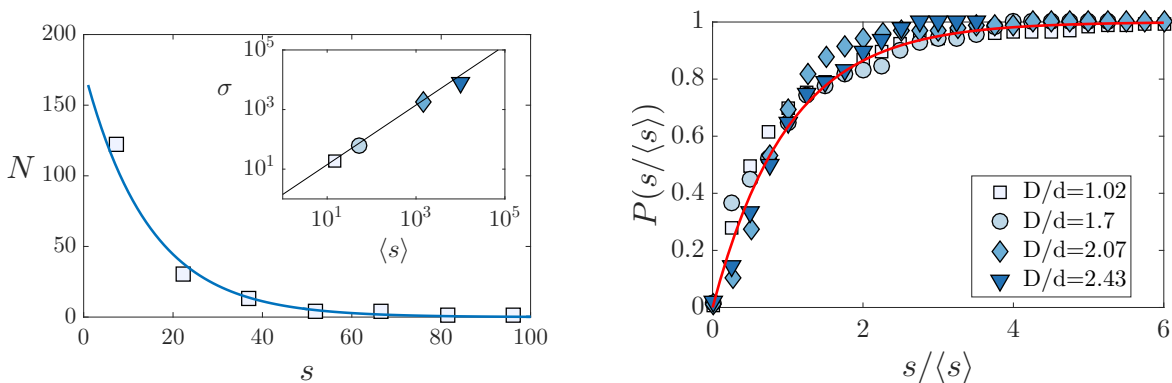 200
150
100
50
0
N
0 20 40 60 80 100
s
10^5
10^3
10^1
σ
10^1 10^3 10^5
⟨s⟩
1
0.8
0.6
0.4
0.2
0
P(s/⟨s⟩)
0 2 4 6
s/⟨s⟩
D/d=1.02
D/d=1.7
D/d=2.07
D/d=2.43